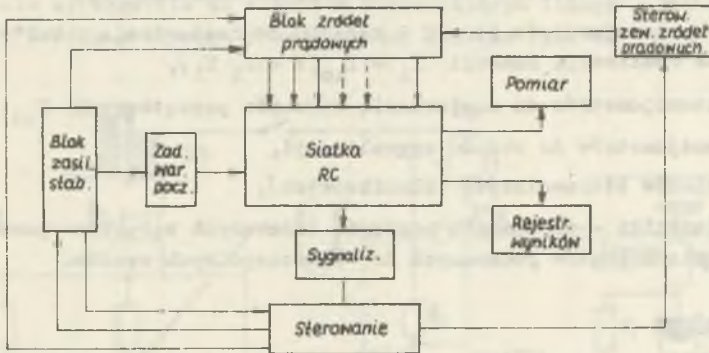 Blok źródeł
prądowych
Sterow.
zew. źródeł
prądowych.
Pomiar
Blok
zasil.
stab.
Zad.
war.
pocz.
Siatka
RC
Rejestr.
wyników
Sygnaliz.
Sterowanie